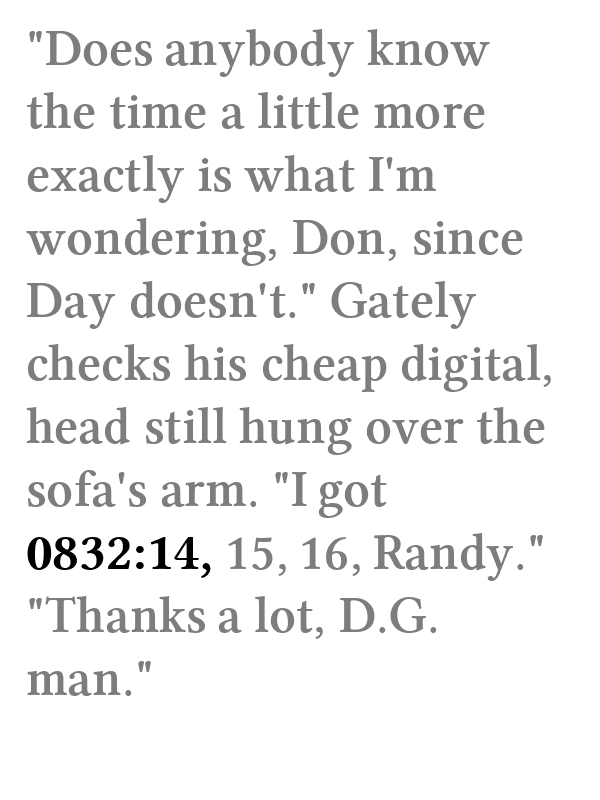 "Does anybody know
the time a little more
exactly is what I'm
wondering, Don, since
Day doesn't." Gately
checks his cheap digital,
head still hung over the
sofa's arm. "I got
0832:14, 15, 16, Randy."
"Thanks a lot, D.G.
man."